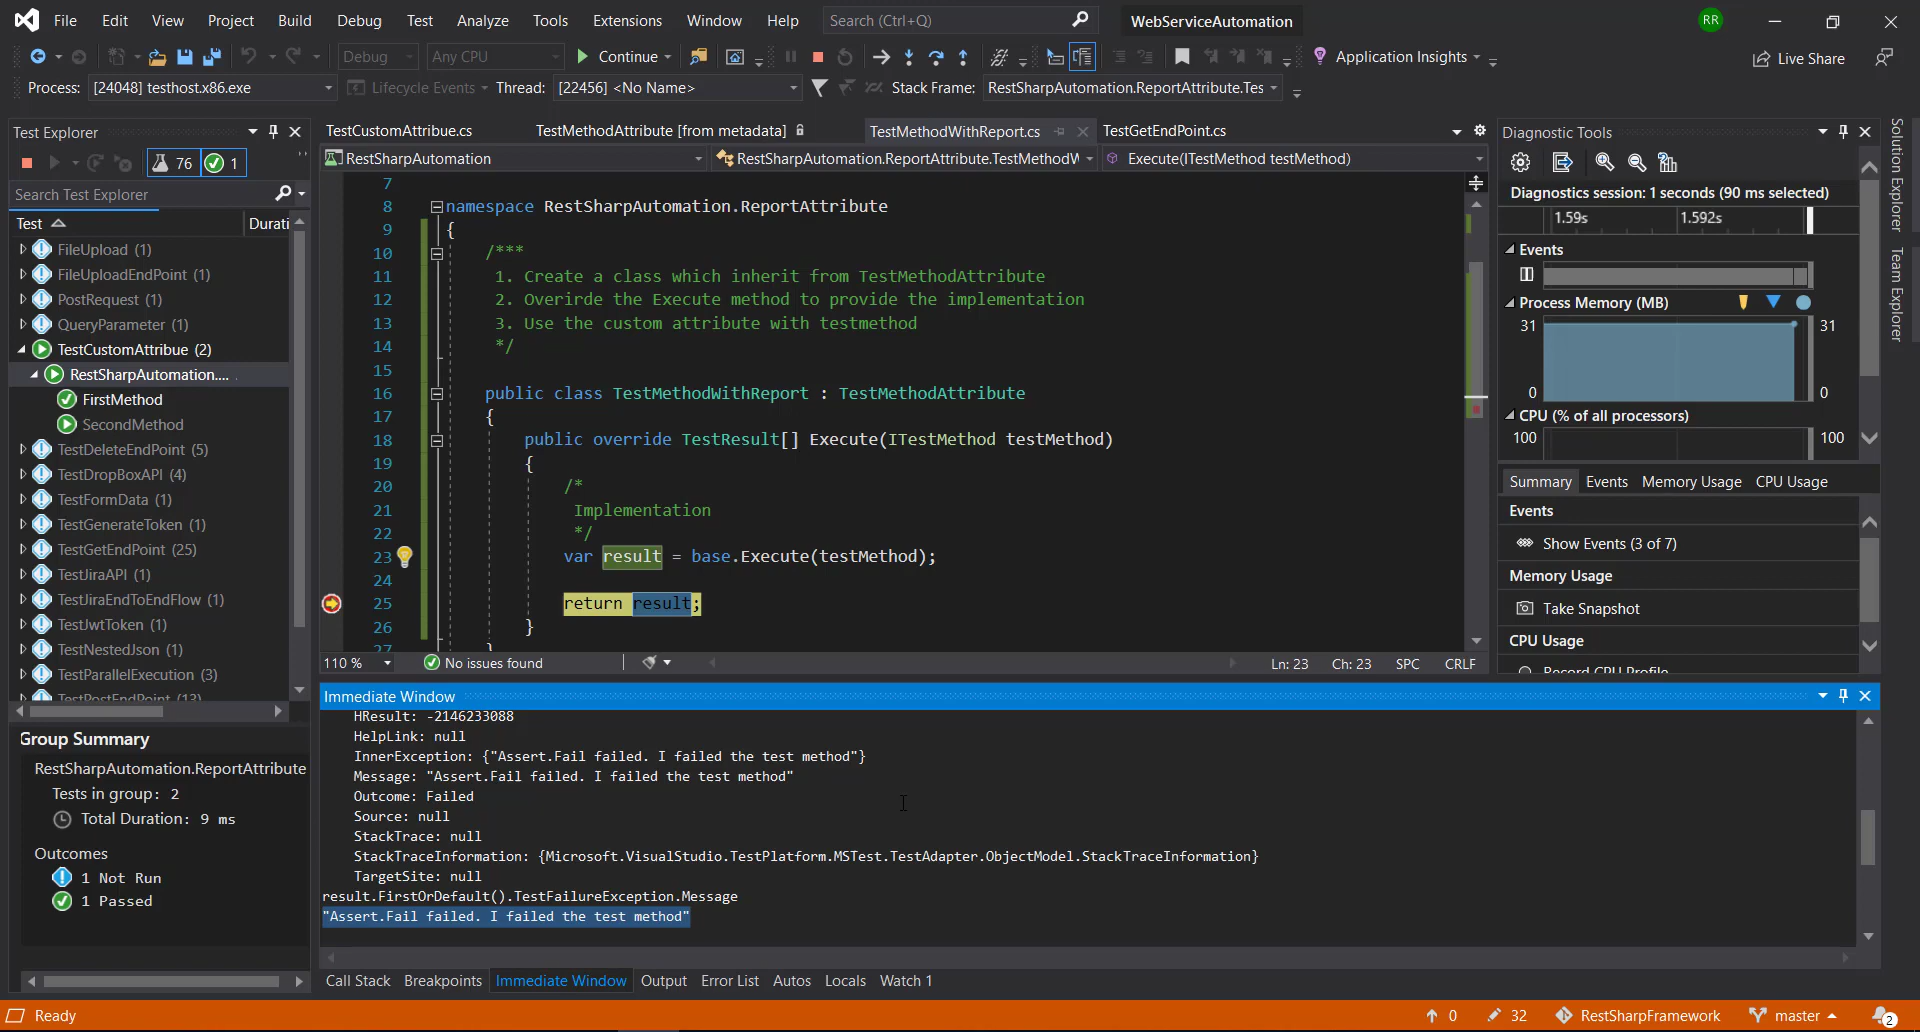 File Edit View Project Build Debug Test Analyze Tools Extensions Window Help Search (Ctrl+Q) WebServiceAutomation RR
Debug Any CPU Continue Application Insights Live Share
Process: [24048] testhost.x86.exe Lifecycle Events Thread: [22456] <No Name> Stack Frame: RestSharpAutomation.ReportAttribute.Tes
Test Explorer
76 1
Search Test Explorer
Test Durati
FileUpload (1)
FileUploadEndPoint (1)
PostRequest (1)
QueryParameter (1)
TestCustomAttribue (2)
RestSharpAutomation....
FirstMethod
SecondMethod
TestDeleteEndPoint (5)
TestDropBoxAPI (4)
TestFormData (1)
TestGenerateToken (1)
TestGetEndPoint (25)
TestJiraAPI (1)
TestJiraEndToEndFlow (1)
TestJwtToken (1)
TestNestedJson (1)
TestParallelExecution (3)
TestPostEndPoint (13)
Group Summary
RestSharpAutomation.ReportAttribute
Tests in group: 2
Total Duration: 9 ms
Outcomes
1 Not Run
1 Passed
TestCustomAttribue.cs TestMethodAttribute [from metadata] TestMethodWithReport.cs TestGetEndPoint.cs
RestSharpAutomation RestSharpAutomation.ReportAttribute.TestMethodW Execute(ITestMethod testMethod)
7
8 namespace RestSharpAutomation.ReportAttribute
9 {
10 /***
11 1. Create a class which inherit from TestMethodAttribute
12 2. Overirde the Execute method to provide the implementation
13 3. Use the custom attribute with testmethod
14 */
15
16 public class TestMethodWithReport : TestMethodAttribute
17 {
18 public override TestResult[] Execute(ITestMethod testMethod)
19 {
20 /*
21 Implementation
22 */
23 var result = base.Execute(testMethod);
24
25 return result;
26 }
27 }
110 % No issues found Ln: 23 Ch: 23 SPC CRLF
Immediate Window
HResult: -2146233088
HelpLink: null
InnerException: {"Assert.Fail failed. I failed the test method"}
Message: "Assert.Fail failed. I failed the test method"
Outcome: Failed
Source: null
StackTrace: null
StackTraceInformation: {Microsoft.VisualStudio.TestPlatform.MSTest.TestAdapter.ObjectModel.StackTraceInformation}
TargetSite: null
result.FirstOrDefault().TestFailureException.Message
"Assert.Fail failed. I failed the test method"
Call Stack Breakpoints Immediate Window Output Error List Autos Locals Watch 1
Diagnostic Tools
Diagnostics session: 1 seconds (90 ms selected)
1.59s 1.592s
Events
Process Memory (MB)
31 31
0 0
CPU (% of all processors)
100 100
Summary Events Memory Usage CPU Usage
Events
Show Events (3 of 7)
Memory Usage
Take Snapshot
CPU Usage
Record CPU Profile
Solution Explorer
Team Explorer
Ready 0 32 RestSharpFramework master 2